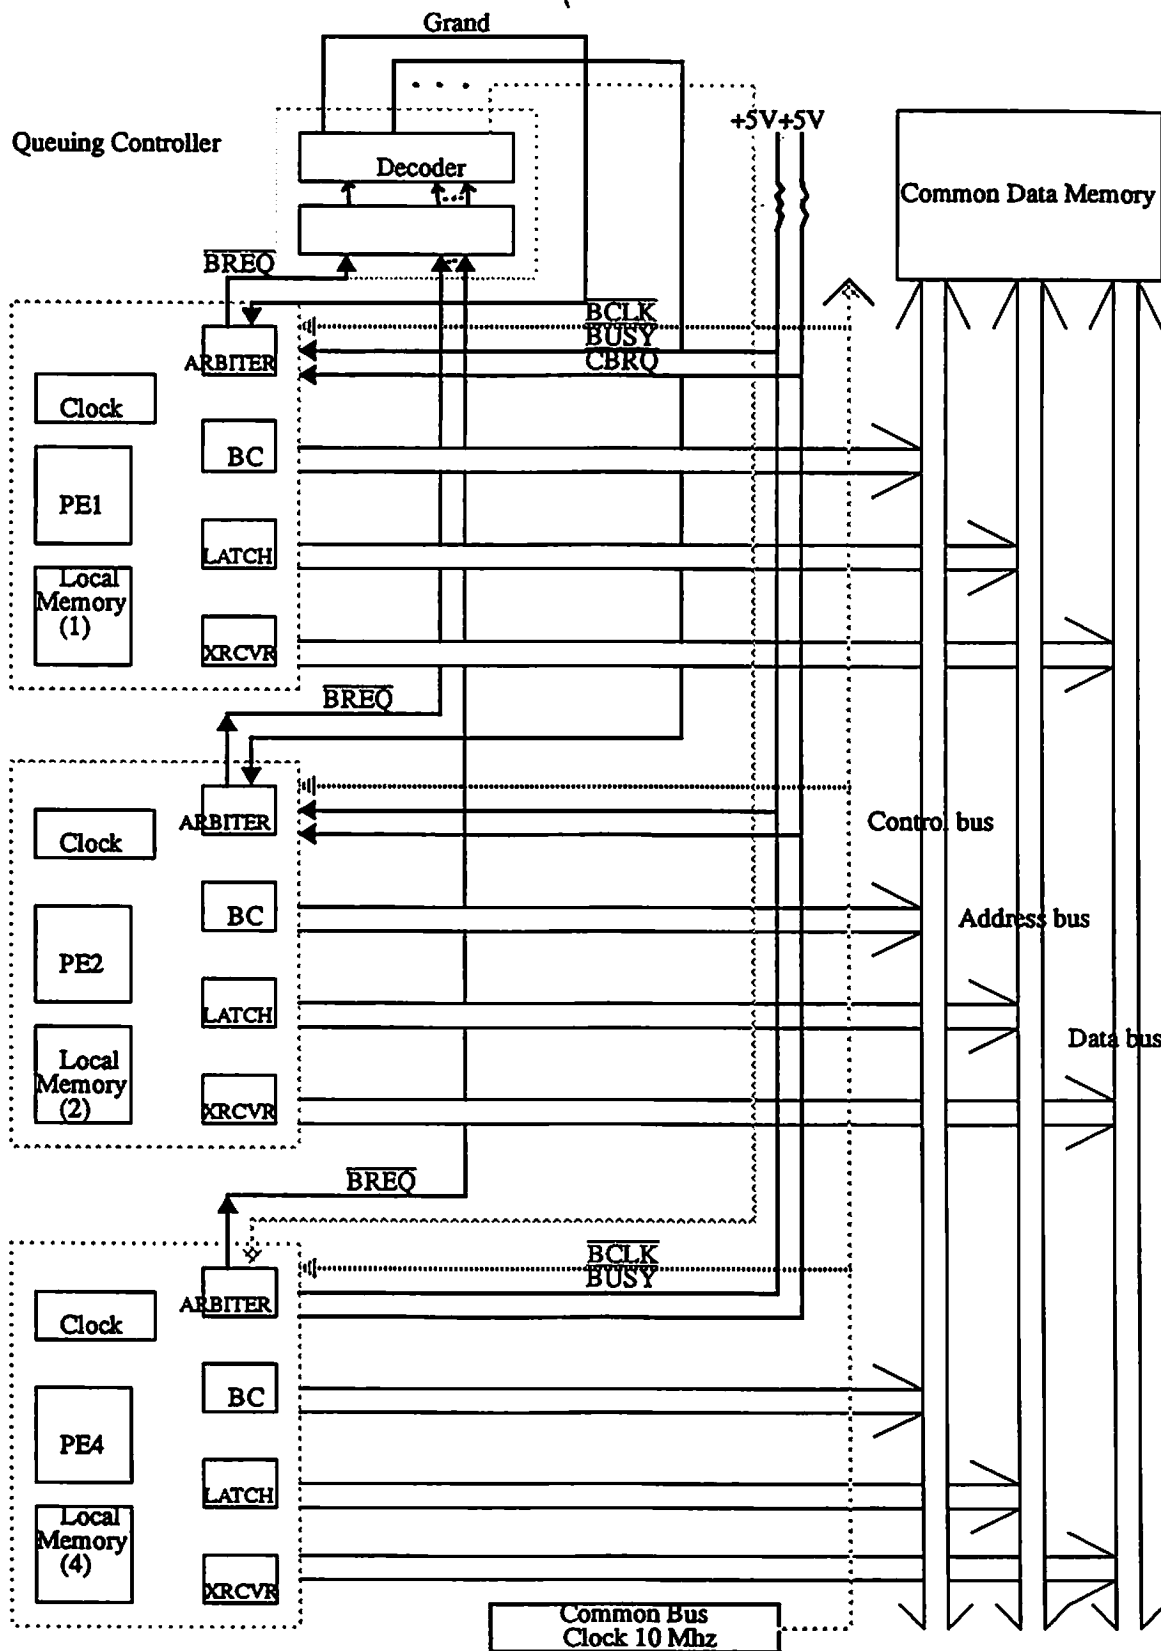 Grand
. . .
+5V+5V
Queuing Controller
Decoder
Common Data Memory
BREQ
BCLK
BUSY
CBRQ
ARBITER
Clock
BC
PE1
LATCH
Local
Memory
(1)
XRCVR
BREQ
ARBITER
Clock
Control bus
BC
Address bus
PE2
LATCH
Data bus
Local
Memory
(2)
XRCVR
BREQ
BCLK
BUSY
ARBITER
Clock
BC
PE4
LATCH
Local
Memory
(4)
XRCVR
Common Bus
Clock 10 Mhz